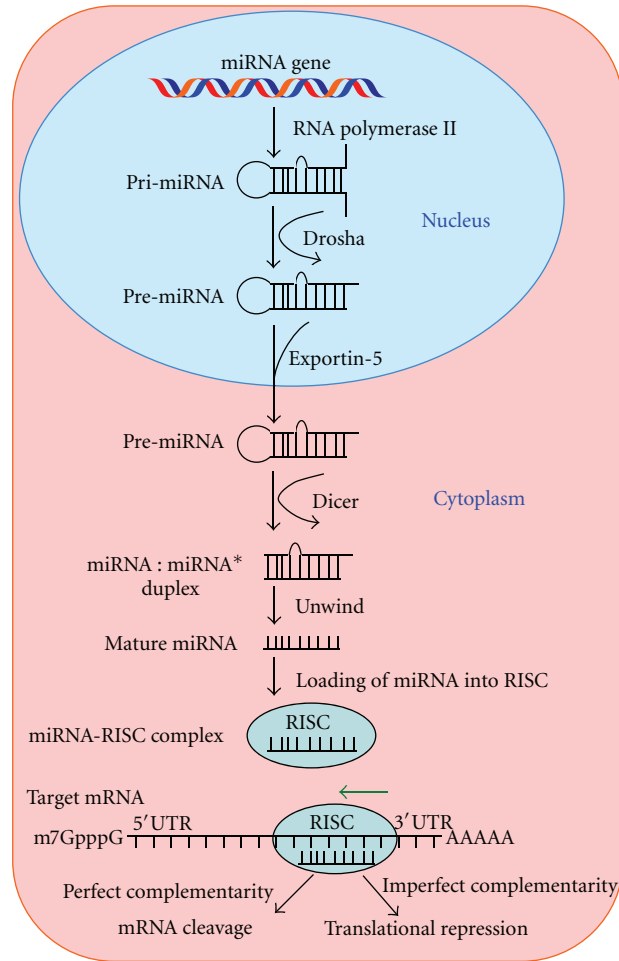 miRNA gene
RNA polymerase II
Pri-miRNA
Nucleus
Drosha
Pre-miRNA
Exportin-5
Pre-miRNA
Cytoplasm
Dicer
miRNA : miRNA*
duplex
Unwind
Mature miRNA
Loading of miRNA into RISC
RISC
miRNA-RISC complex
Target mRNA
5′UTR RISC 3′UTR
m7GpppG AAAAA
Perfect complementarity Imperfect complementarity
mRNA cleavage Translational repression